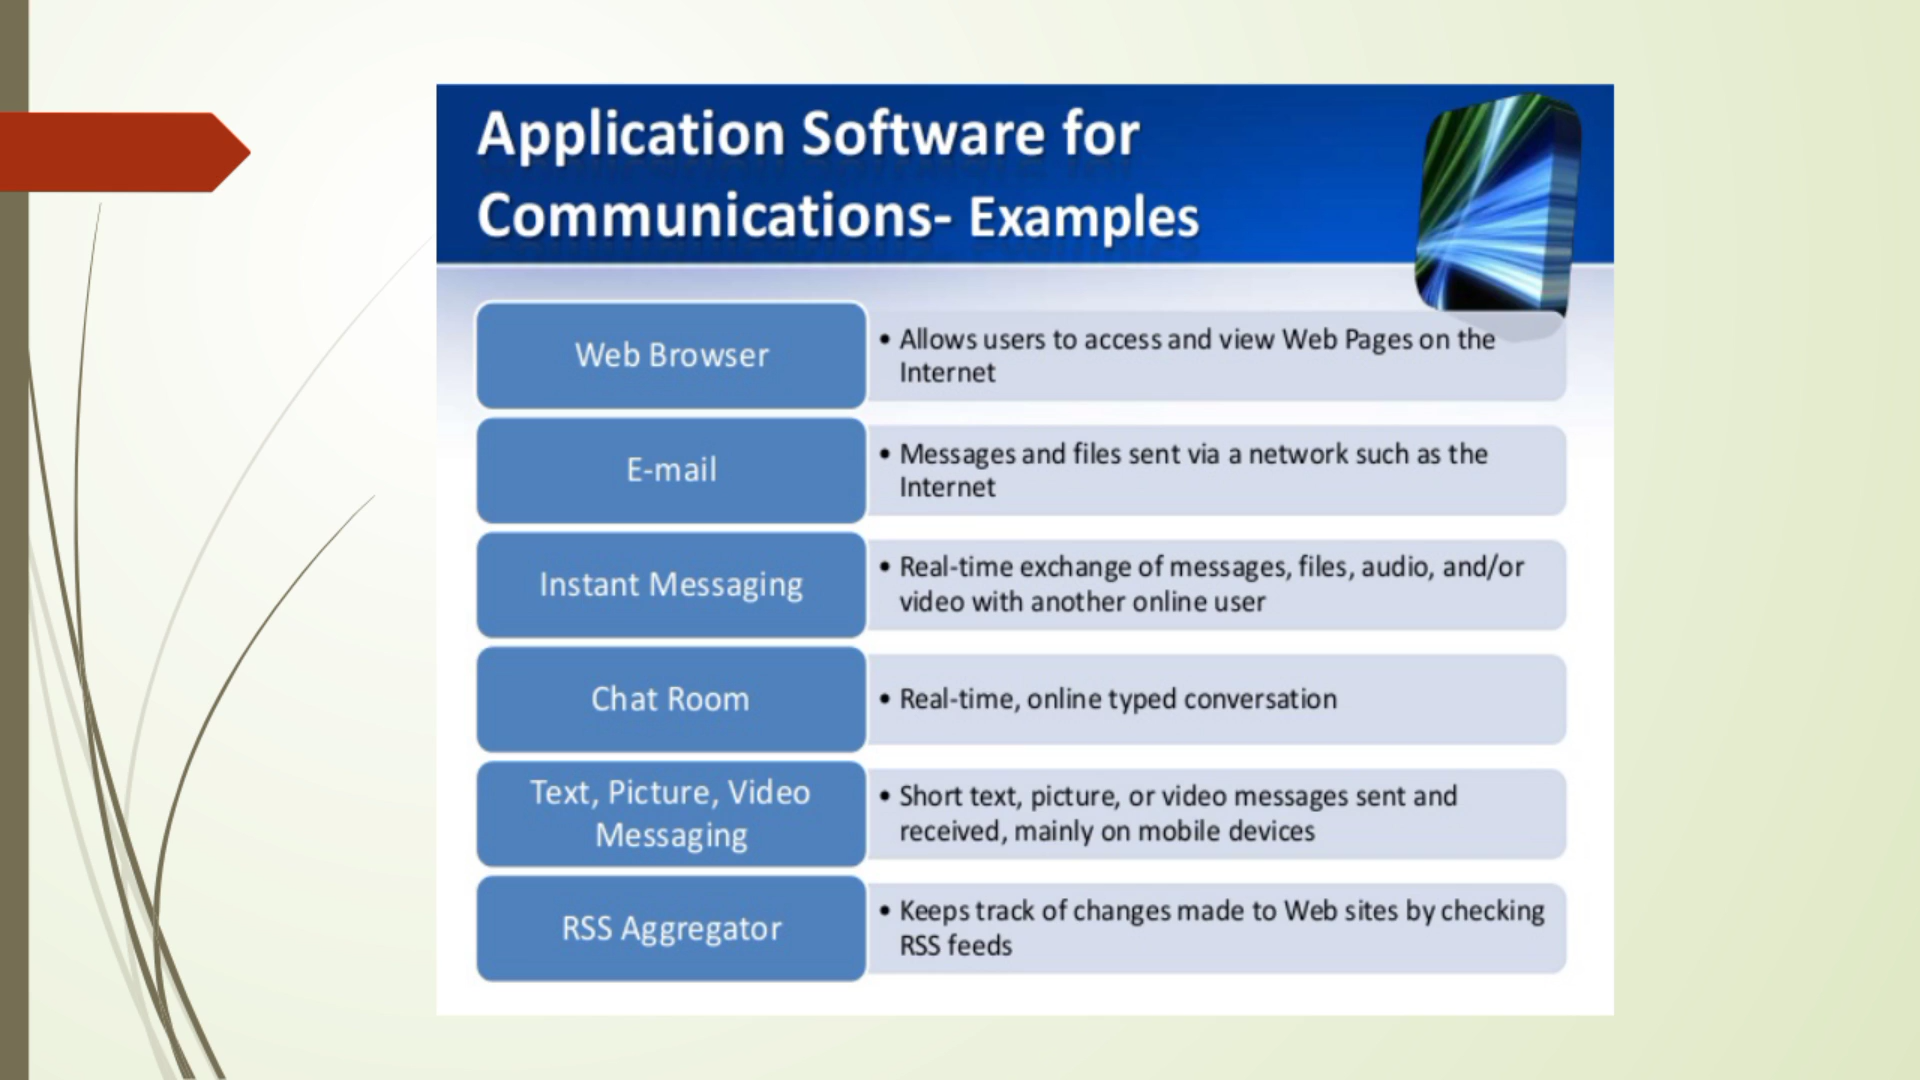 Application Software for
Communications- Examples
Web Browser
• Allows users to access and view Web Pages on the
Internet
E-mail
• Messages and files sent via a network such as the
Internet
Instant Messaging
• Real-time exchange of messages, files, audio, and/or
video with another online user
Chat Room
• Real-time, online typed conversation
Text, Picture, Video
Messaging
• Short text, picture, or video messages sent and
received, mainly on mobile devices
RSS Aggregator
• Keeps track of changes made to Web sites by checking
RSS feeds